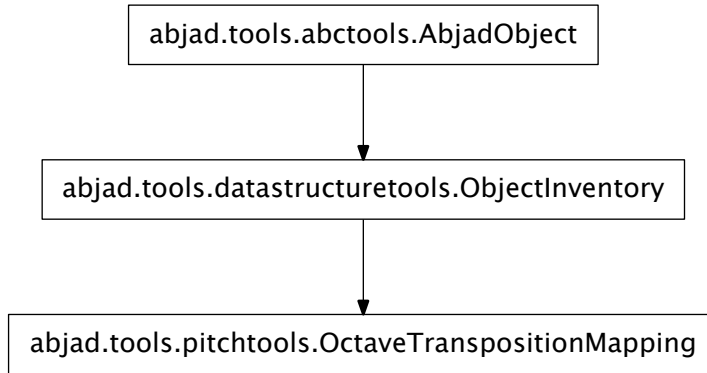 abjad.tools.abctools.AbjadObject
abjad.tools.datastructuretools.ObjectInventory
abjad.tools.pitchtools.OctaveTranspositionMapping